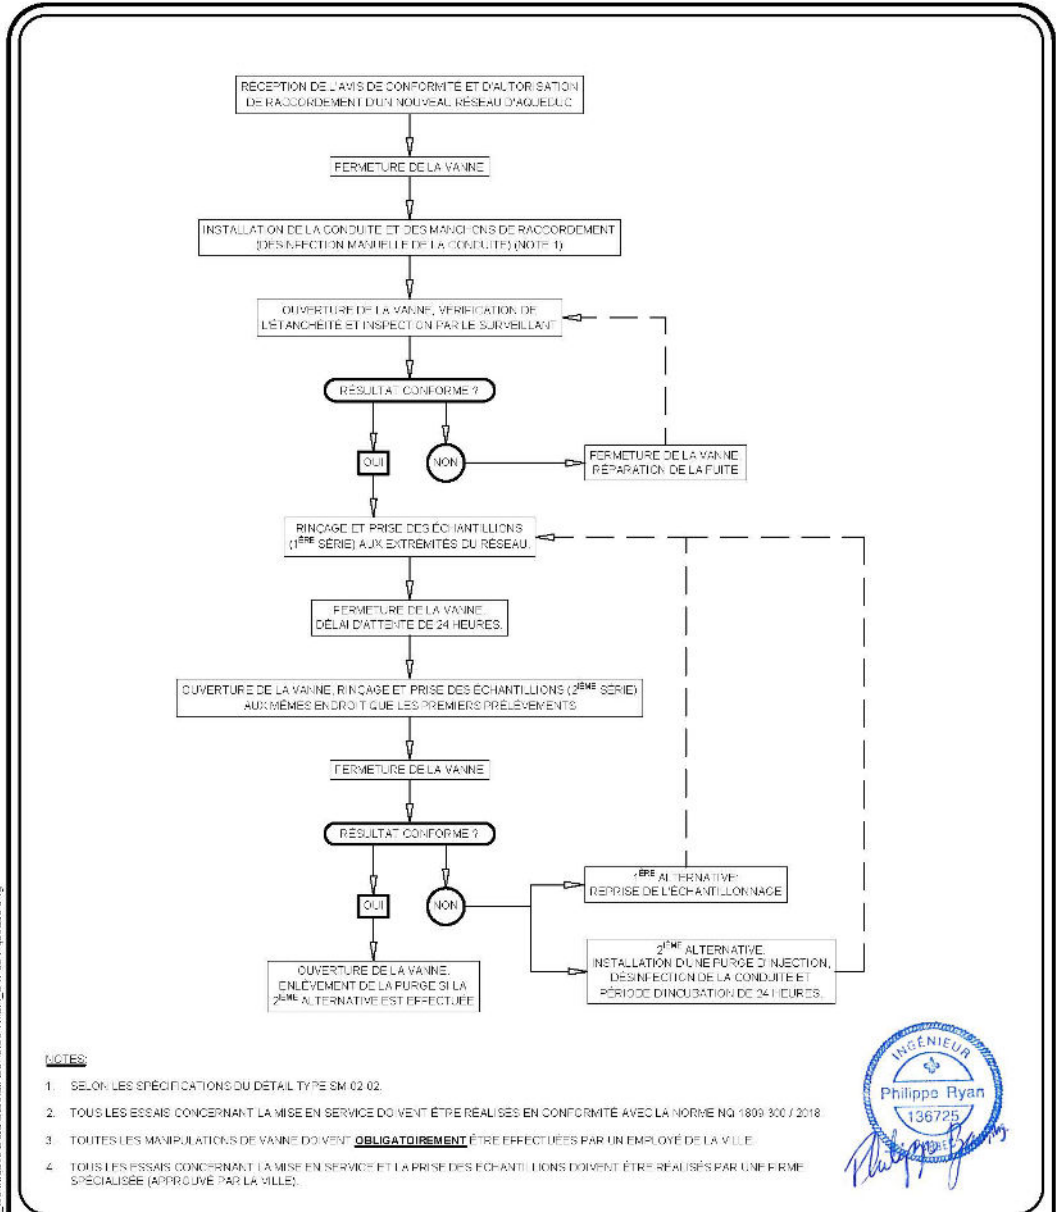 RÉCEPTION DE L'AVIS DE CONFORMITÉ ET D'AUTORISATION
DE RACCORDEMENT D'UN NOUVEAU RÉSEAU D'AQUEDUC
FERMETURE DE LA VANNE
INSTALLATION DE LA CONDUITE ET DES MANCHONS DE RACCORDEMENT
(DÉSINFECTION MANUELLE DE LA CONDUITE) (NOTE 1)
OUVERTURE DE LA VANNE, VÉRIFICATION DE
L'ÉTANCHÉITÉ ET INSPECTION PAR LE SURVEILLANT
RÉSULTAT CONFORME ?
OUI
NON
FERMETURE DE LA VANNE
RÉPARATION DE LA FUITE
RINÇAGE ET PRISE DES ÉCHANTILLIONS
(1ÈRE SÉRIE) AUX EXTRÉMITÉS DU RÉSEAU.
FERMETURE DE LA VANNE.
DÉLAI D'ATTENTE DE 24 HEURES.
OUVERTURE DE LA VANNE, RINÇAGE ET PRISE DES ÉCHANTILLIONS (2IÈME SÉRIE)
AUX MÊMES ENDROIT QUE LES PREMIERS PRÉLÈVEMENTS
FERMETURE DE LA VANNE
RÉSULTAT CONFORME ?
OUI
NON
1ÈRE ALTERNATIVE:
REPRISE DE L'ÉCHANTILLONNAGE
2IÈME ALTERNATIVE.
INSTALLATION D'UNE PURGE D'INJECTION,
DÉSINFECTION DE LA CONDUITE ET
PÉRIODE D'INCUBATION DE 24 HEURES.
OUVERTURE DE LA VANNE.
ENLÈVEMENT DE LA PURGE SI LA
2IÈME ALTERNATIVE EST EFFECTUÉE
NOTES:
1. SELON LES SPÉCIFICATIONS DU DÉTAIL TYPE SM-02-02.
2. TOUS LES ESSAIS CONCERNANT LA MISE EN SERVICE DOIVENT ÊTRE RÉALISÉS EN CONFORMITÉ AVEC LA NORME NQ 1809-300 / 2018
3. TOUTES LES MANIPULATIONS DE VANNE DOIVENT OBLIGATOIREMENT ÊTRE EFFECTUÉES PAR UN EMPLOYÉ DE LA VILLE
4. TOUS LES ESSAIS CONCERNANT LA MISE EN SERVICE ET LA PRISE DES ÉCHANTILLIONS DOIVENT ÊTRE RÉALISÉS PAR UNE FIRME
SPÉCIALISÉE (APPROUVÉ PAR LA VILLE).
INGÉNIEUR
Philippe Ryan
136725